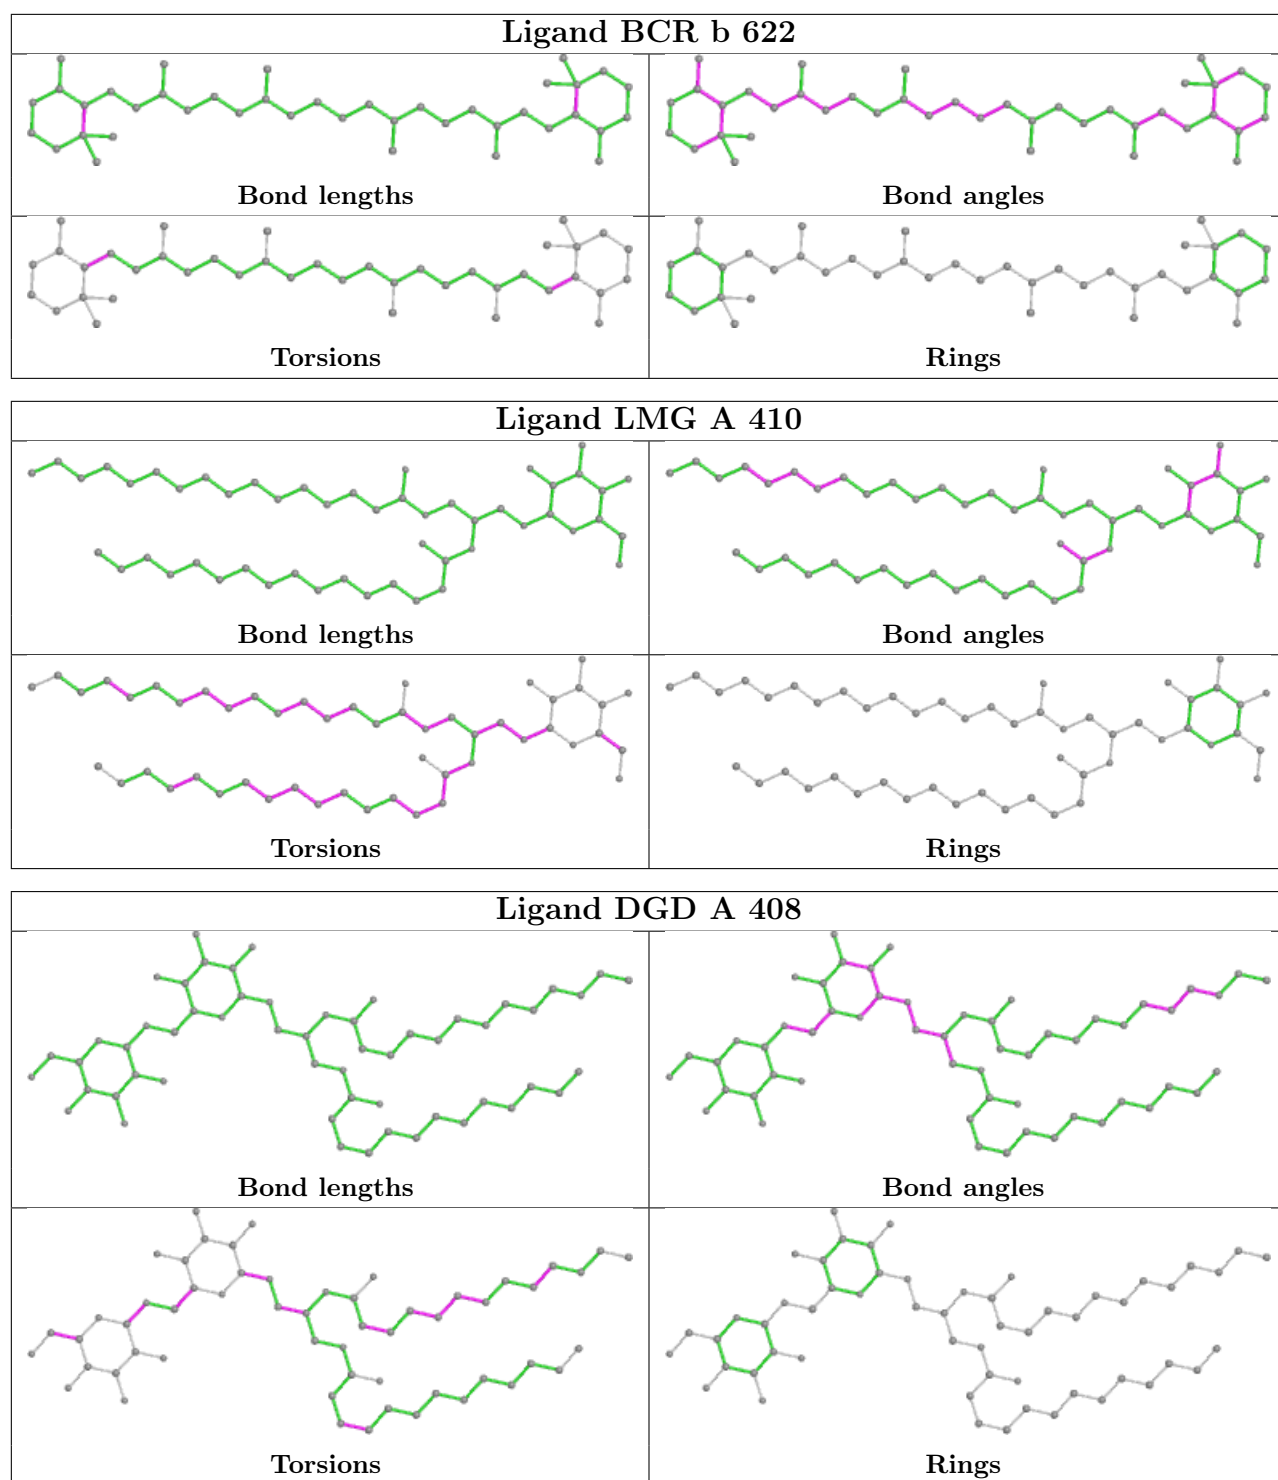 Ligand BCR b 622
Bond lengths
Bond angles
Torsions
Rings
Ligand LMG A 410
Bond lengths
Bond angles
Torsions
Rings
Ligand DGD A 408
Bond lengths
Bond angles
Torsions
Rings